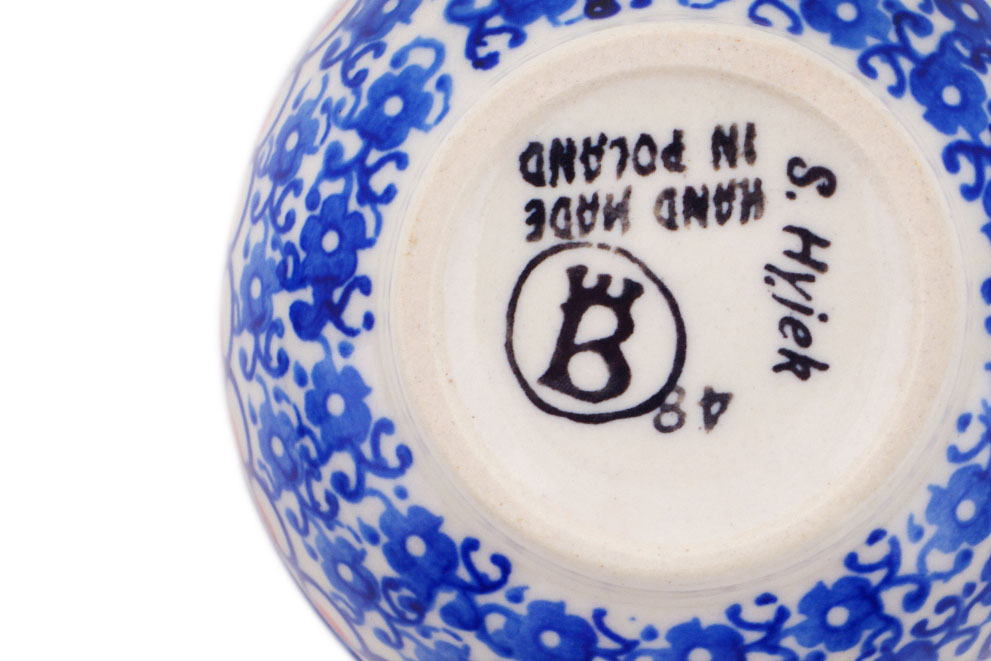 HAND MADE
IN POLAND
S. Hyjek
B
48